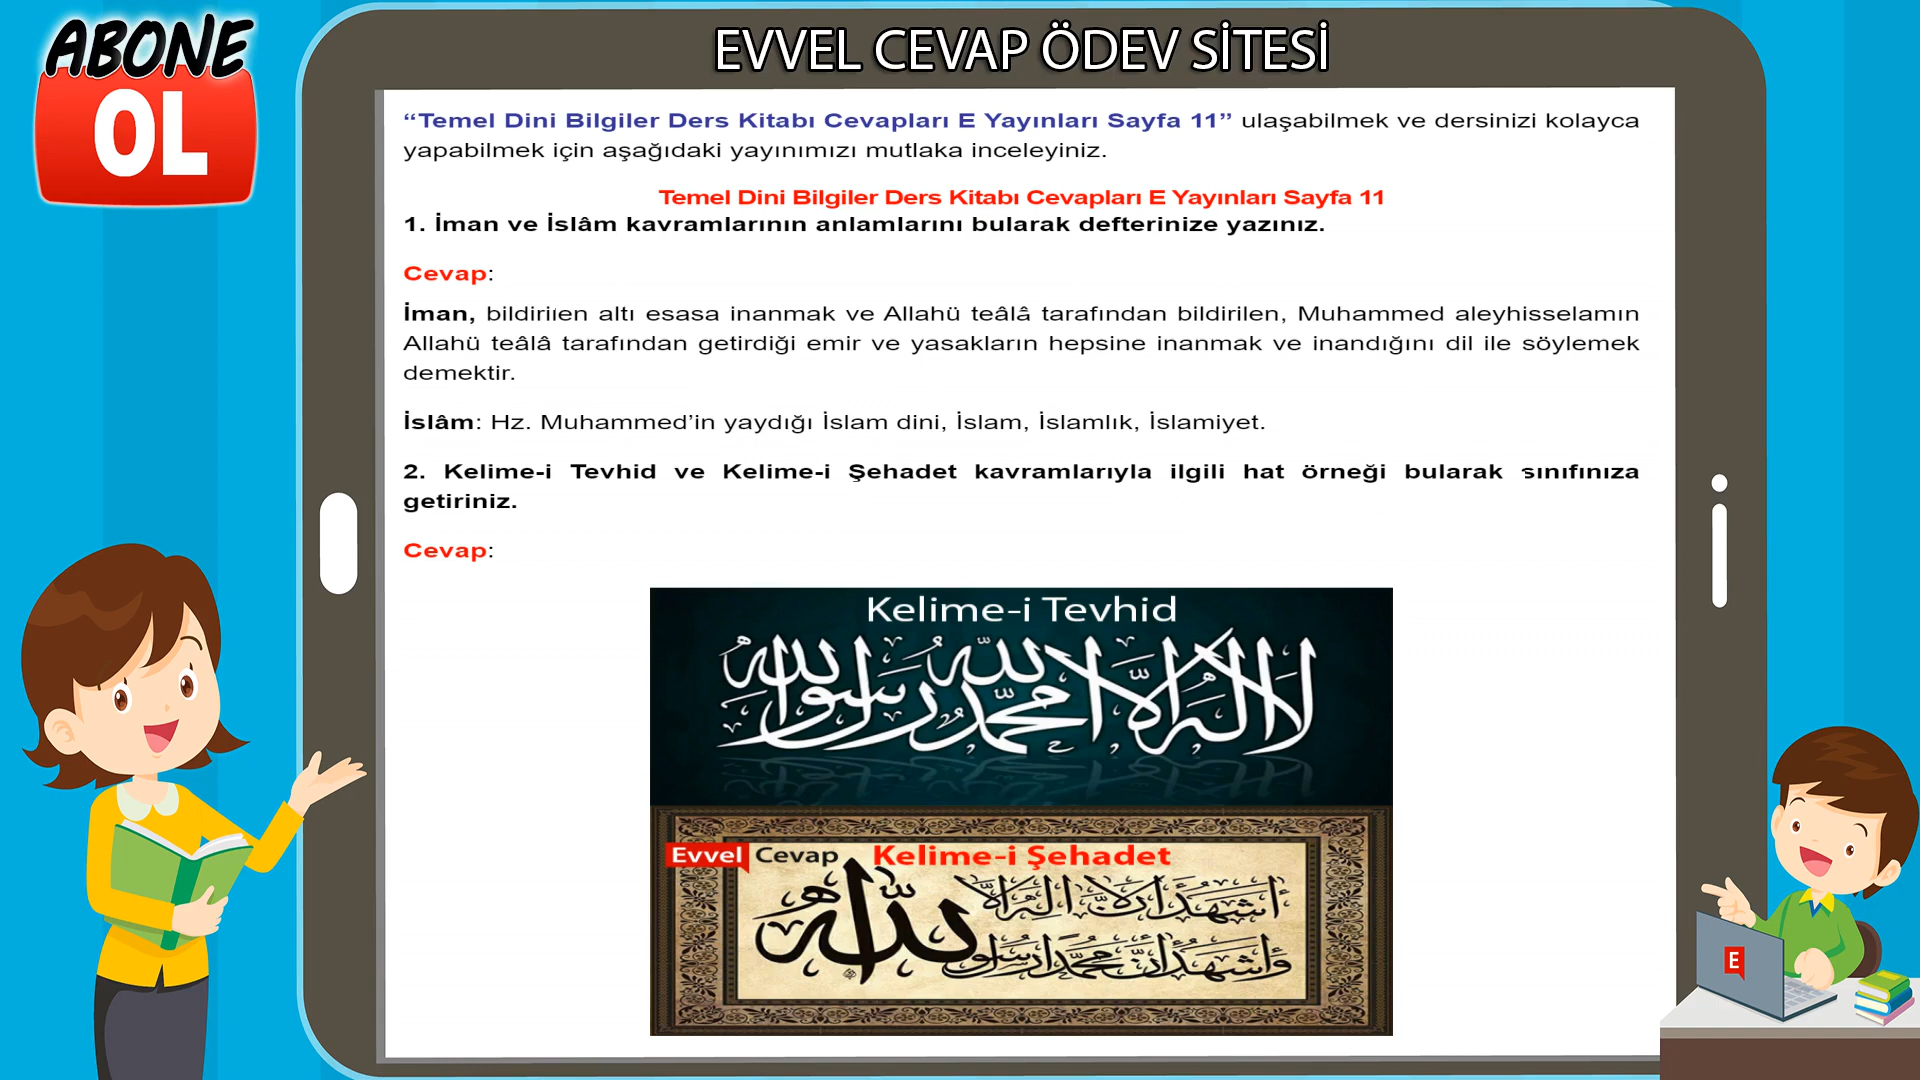 ABONE
OL
EVVEL CEVAP ÖDEV SİTESİ
“Temel Dini Bilgiler Ders Kitabı Cevapları E Yayınları Sayfa 11” ulaşabilmek ve dersinizi kolayca
yapabilmek için aşağıdaki yayınımızı mutlaka inceleyiniz.
Temel Dini Bilgiler Ders Kitabı Cevapları E Yayınları Sayfa 11
1. İman ve İslâm kavramlarının anlamlarını bularak defterinize yazınız.
Cevap:
İman, bildirilen altı esasa inanmak ve Allahü teâlâ tarafından bildirilen, Muhammed aleyhisselamın
Allahü teâlâ tarafından getirdiği emir ve yasakların hepsine inanmak ve inandığını dil ile söylemek
demektir.
İslâm: Hz. Muhammed’in yaydığı İslam dini, İslam, İslamlık, İslamiyet.
2. Kelime-i Tevhid ve Kelime-i Şehadet kavramlarıyla ilgili hat örneği bularak sınıfınıza
getiriniz.
Cevap:
Kelime-i Tevhid
لا اله الا الله محمد رسول الله
Evvel Cevap Kelime-i Şehadet
أشهد ان لا اله الا الله
وأشهد أن محمدا رسول الله
E